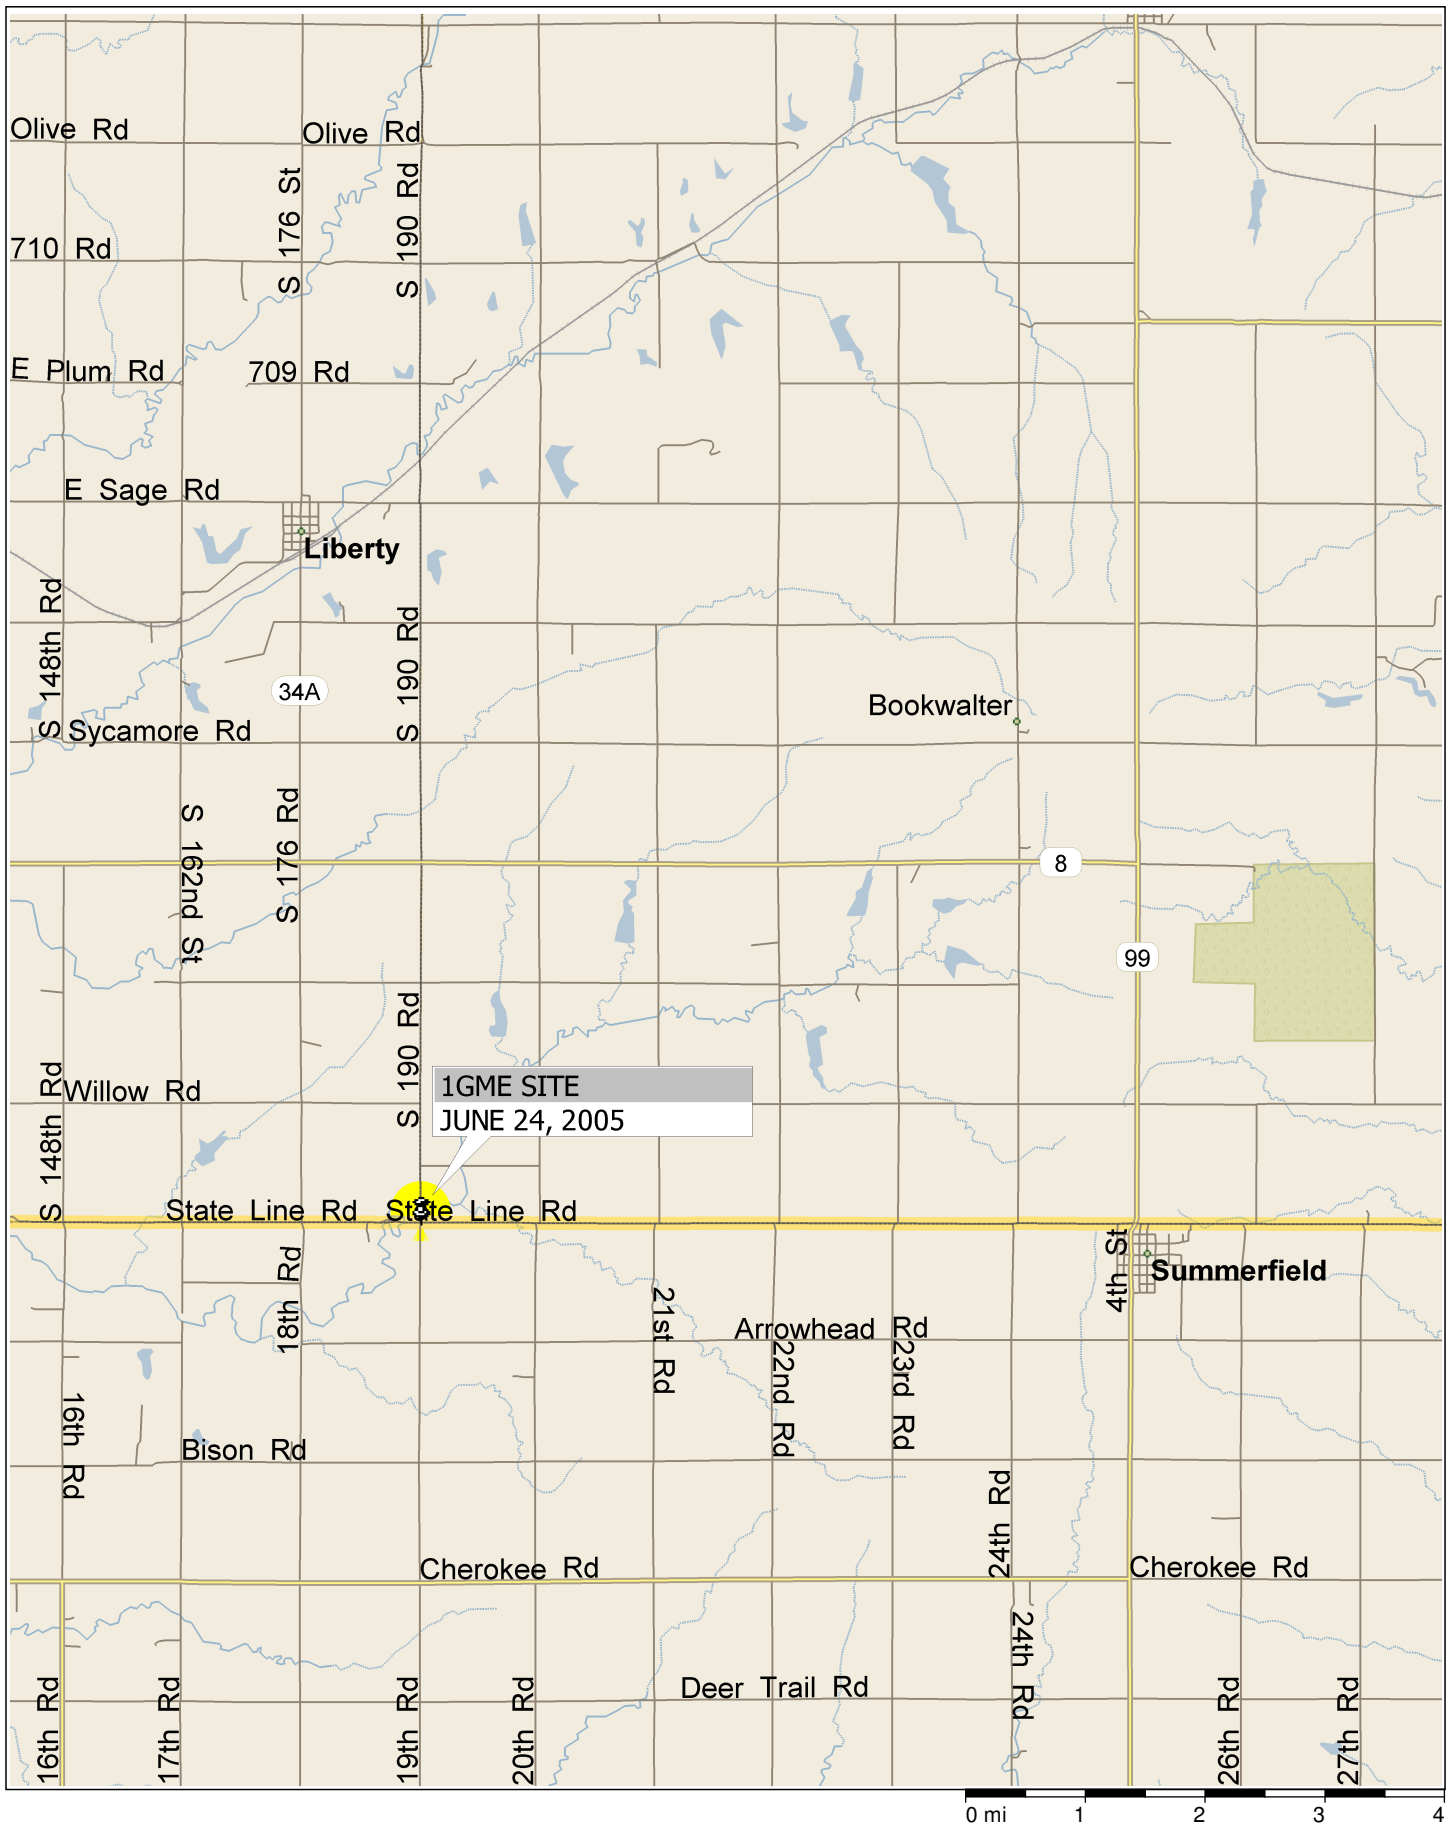 Olive Rd
Olive Rd
S 176 St
S 190 Rd
710 Rd
E Plum Rd
709 Rd
E Sage Rd
Liberty
S 148th Rd
S 190 Rd
34A
Bookwalter
Sycamore Rd
S 162nd St
S 176 Rd
8
99
S 190 Rd
S 148th Rd
Willow Rd
1GME SITE
JUNE 24, 2005
State Line Rd
State Line Rd
4th St
Summerfield
18th Rd
21st Rd
Arrowhead Rd
22nd Rd
23rd Rd
16th Rd
Bison Rd
24th Rd
Cherokee Rd
Cherokee Rd
24th Rd
Deer Trail Rd
16th Rd
17th Rd
19th Rd
20th Rd
26th Rd
27th Rd
0 mi 1 2 3 4